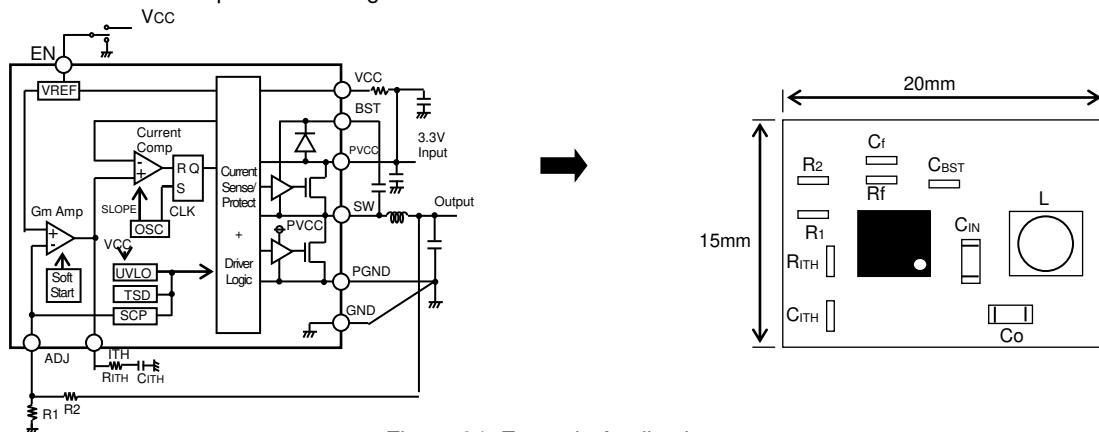 VCC
EN
VREF
VCC
BST
Current
Comp
3.3V
Input
PVCC
R Q
S
Current
Sense/
Protect
+
Driver
Logic
SLOPE
CLK
OSC
Gm Amp
SW
Output
PVCC
VCC
UVLO
TSD
SCP
Soft
Start
PGND
GND
ADJ
ITH
RITH
CITH
R1
R2
20mm
15mm
Cf
CBST
R2
Rf
L
R1
CIN
RITH
CITH
Co